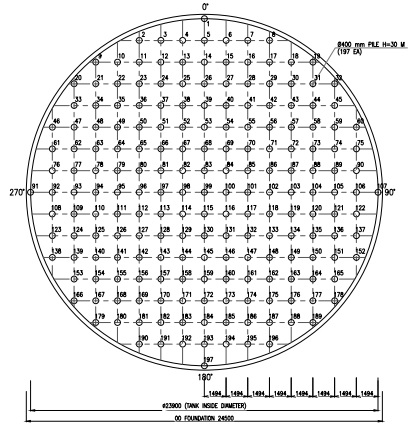 0°
1
Ø400 mm PILE H=30 M
(197 EA)
2 3 4 5 6 7 8
9 10 11 12 13 14 15 16 17 18 19
20 21 22 23 24 25 26 27 28 29 30 31 32
33 34 35 36 37 38 39 40 41 42 43 44 45
46 47 48 49 50 51 52 53 54 55 56 57 58 59 60
61 62 63 64 65 66 67 68 69 70 71 72 73 74 75
76 77 78 79 80 81 82 83 84 85 86 87 88 89 90
270° 91 92 93 94 95 96 97 98 99 100 101 102 103 104 105 106 107 90°
108 109 110 111 112 113 114 115 116 117 118 119 120 121 122
123 124 125 126 127 128 129 130 131 132 133 134 135 136 137
138 139 140 141 142 143 144 145 146 147 148 149 150 151 152
153 154 155 156 157 158 159 160 161 162 163 164 165
166 167 168 169 170 171 172 173 174 175 176 177 178
179 180 181 182 183 184 185 186 187 188 189
190 191 192 193 194 195 196
197
180°
1494 1494 1494 1494 1494 1494 1494 1494
ø23900 (TANK INSIDE DIAMETER)
OD FOUNDATION 24500